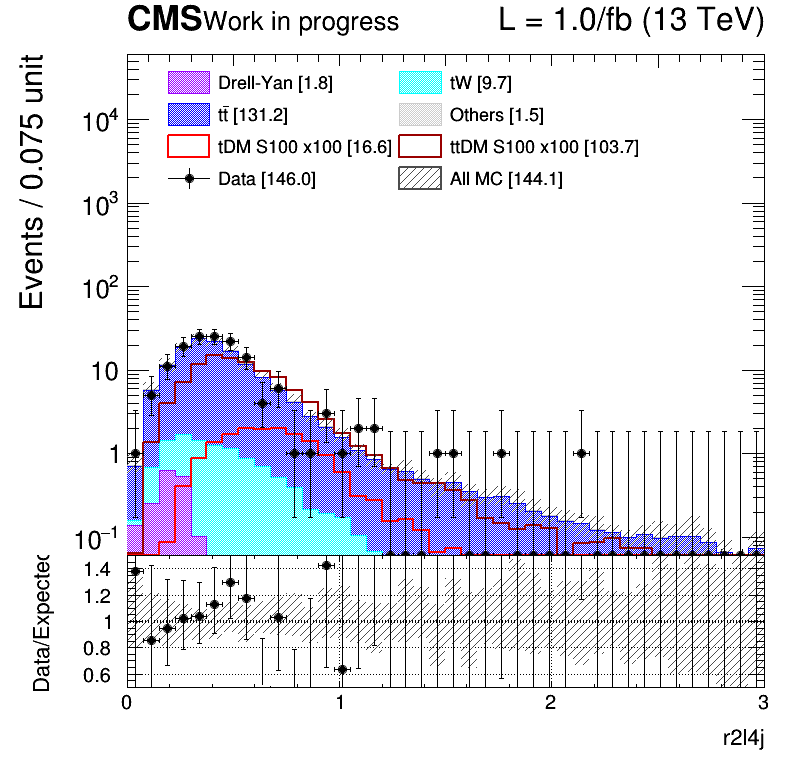 CMS Work in progress L = 1.0/fb (13 TeV)
Events / 0.075 unit
Drell-Yan [1.8] tW [9.7]
tt̄ [131.2] Others [1.5]
tDM S100 x100 [16.6] ttDM S100 x100 [103.7]
Data [146.0] All MC [144.1]
10⁴
10³
10²
10
1
10⁻¹
Data/Expected
1.4
1.2
1
0.8
0.6
0 1 2 3
r2l4j